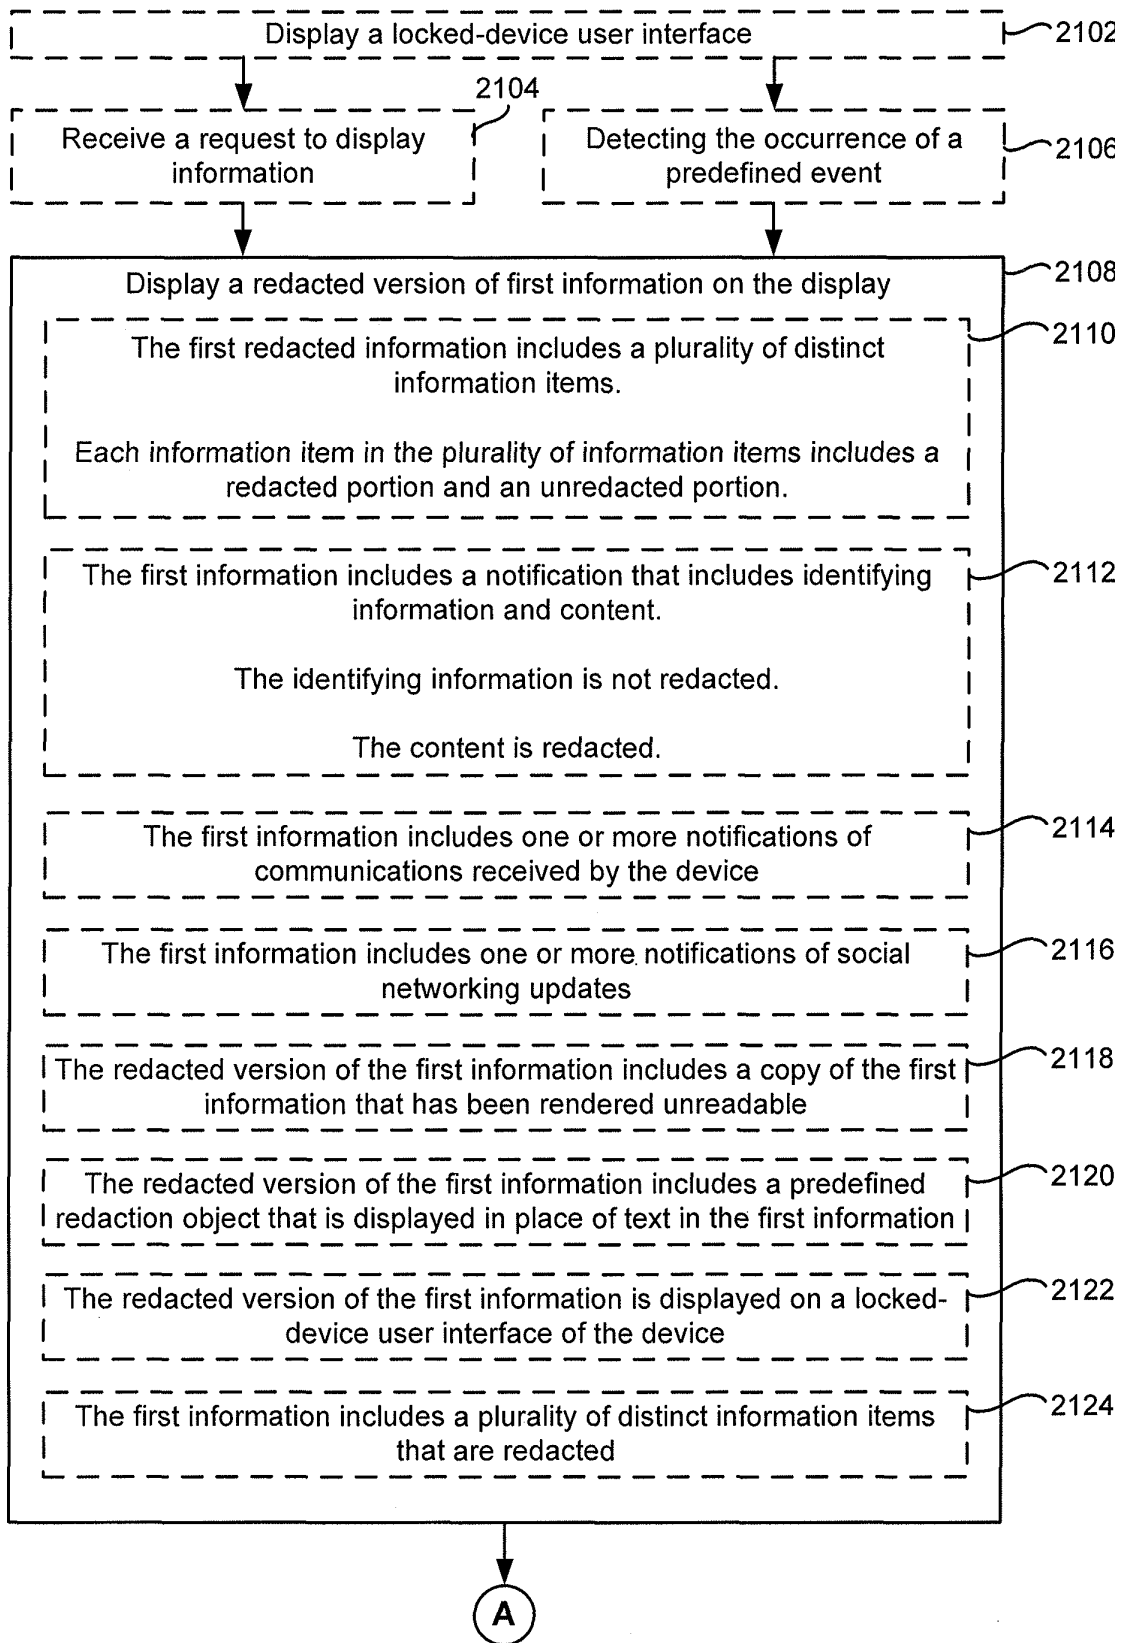 Display a locked-device user interface
2102
2104
Receive a request to display
information
Detecting the occurrence of a
predefined event
2106
Display a redacted version of first information on the display
2108
The first redacted information includes a plurality of distinct
information items.
2110
Each information item in the plurality of information items includes a
redacted portion and an unredacted portion.
The first information includes a notification that includes identifying
information and content.
2112
The identifying information is not redacted.
The content is redacted.
The first information includes one or more notifications of
communications received by the device
2114
The first information includes one or more notifications of social
networking updates
2116
The redacted version of the first information includes a copy of the first
information that has been rendered unreadable
2118
The redacted version of the first information includes a predefined
redaction object that is displayed in place of text in the first information
2120
The redacted version of the first information is displayed on a locked-
device user interface of the device
2122
The first information includes a plurality of distinct information items
that are redacted
2124
A